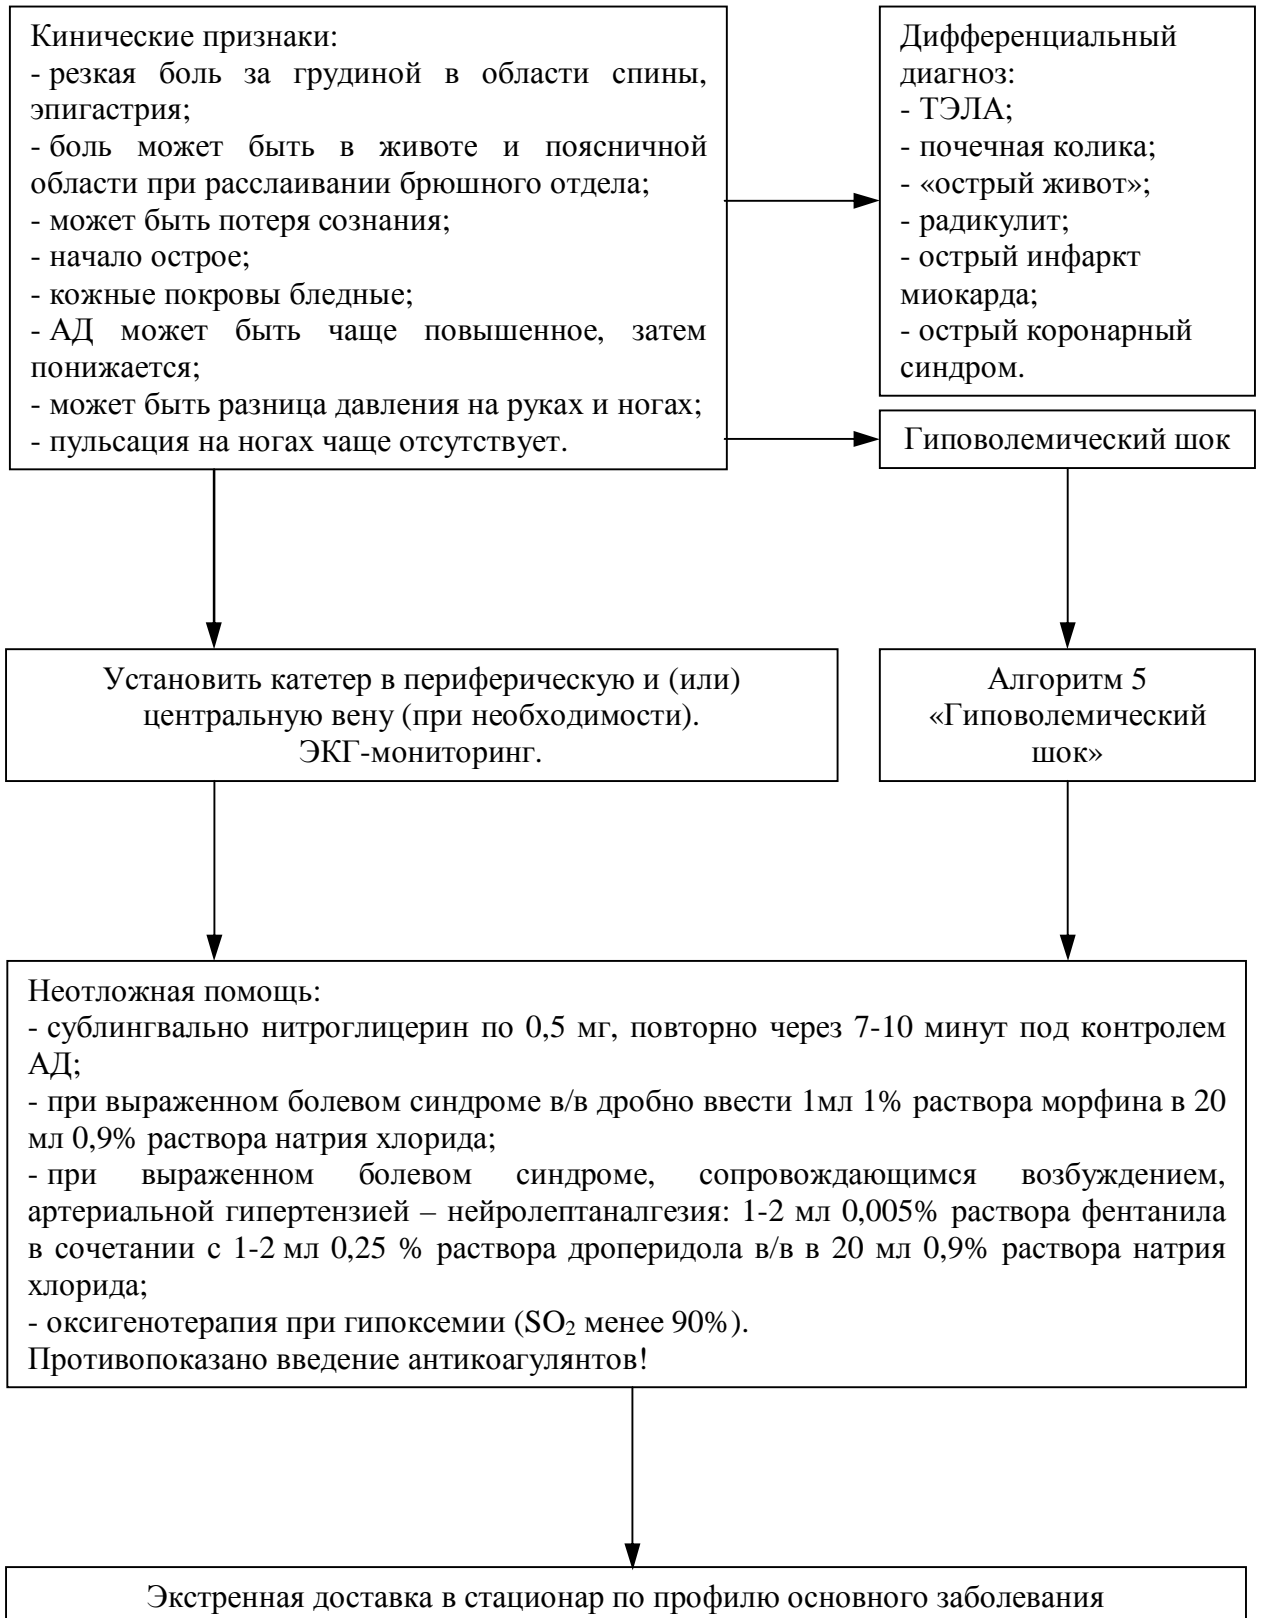 Кинические признаки:
- резкая боль за грудиной в области спины,
эпигастрия;
- боль может быть в животе и поясничной
области при расслаивании брюшного отдела;
- может быть потеря сознания;
- начало острое;
- кожные покровы бледные;
- АД может быть чаще повышенное, затем
понижается;
- может быть разница давления на руках и ногах;
- пульсация на ногах чаще отсутствует.
Дифференциальный
диагноз:
- ТЭЛА;
- почечная колика;
- «острый живот»;
- радикулит;
- острый инфаркт
миокарда;
- острый коронарный
синдром.
Гиповолемический шок
Установить катетер в периферическую и (или)
центральную вену (при необходимости).
ЭКГ-мониторинг.
Алгоритм 5
«Гиповолемический
шок»
Неотложная помощь:
- сублингвально нитроглицерин по 0,5 мг, повторно через 7-10 минут под контролем
АД;
- при выраженном болевом синдроме в/в дробно ввести 1мл 1% раствора морфина в 20
мл 0,9% раствора натрия хлорида;
- при выраженном болевом синдроме, сопровождающимся возбуждением,
артериальной гипертензией – нейролептаналгезия: 1-2 мл 0,005% раствора фентанила
в сочетании с 1-2 мл 0,25 % раствора дроперидола в/в в 20 мл 0,9% раствора натрия
хлорида;
- оксигенотерапия при гипоксемии (SO₂ менее 90%).
Противопоказано введение антикоагулянтов!
Экстренная доставка в стационар по профилю основного заболевания